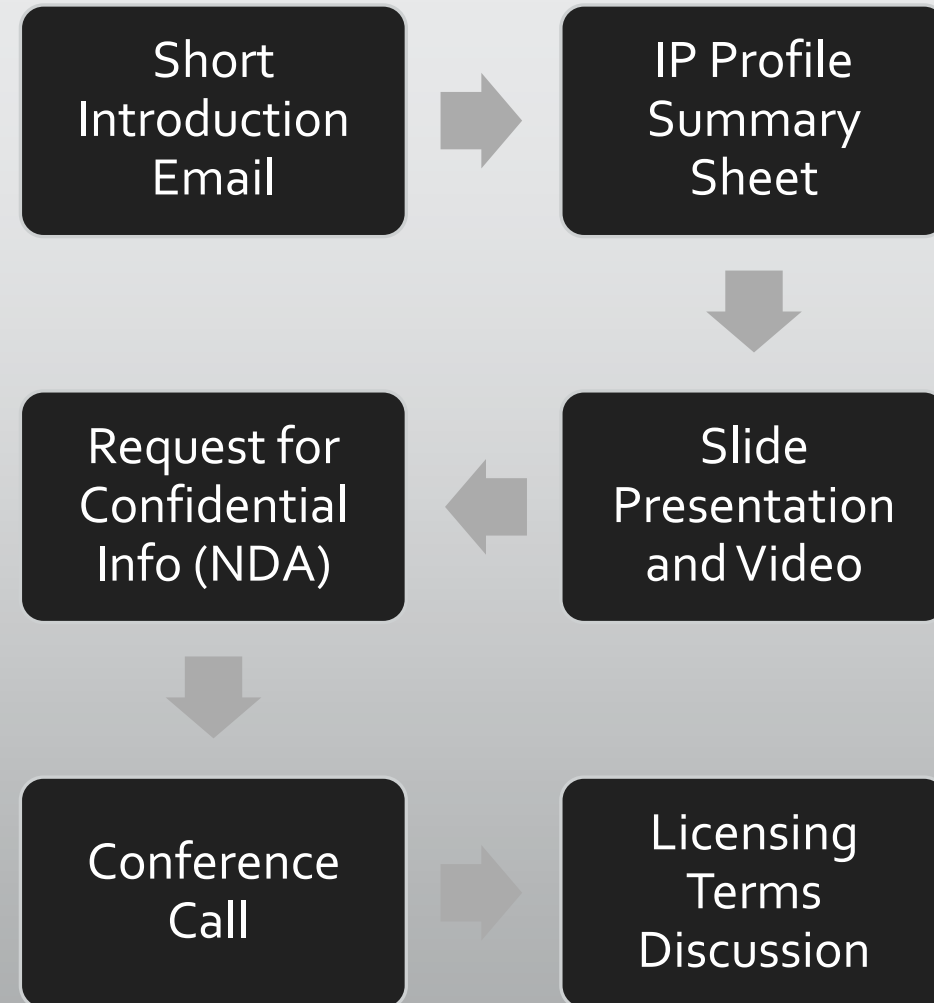 Short
Introduction
Email
IP Profile
Summary
Sheet
Slide
Presentation
and Video
Request for
Confidential
Info (NDA)
Conference
Call
Licensing
Terms
Discussion